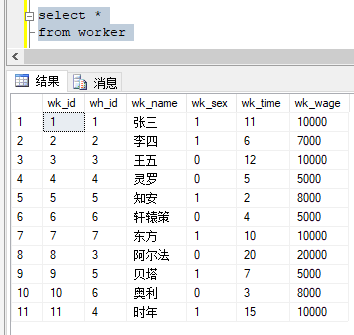 select *
from worker
结果 消息
wk_id wh_id wk_name wk_sex wk_time wk_wage
1 1 1 张三 1 11 10000
2 2 2 李四 1 6 7000
3 3 3 王五 0 12 10000
4 4 4 灵罗 0 5 5000
5 5 5 知安 1 2 8000
6 6 6 轩辕策 0 4 5000
7 7 7 东方 1 10 10000
8 8 3 阿尔法 0 20 20000
9 9 5 贝塔 1 7 5000
10 10 6 奥利 0 3 8000
11 11 4 时年 1 15 10000